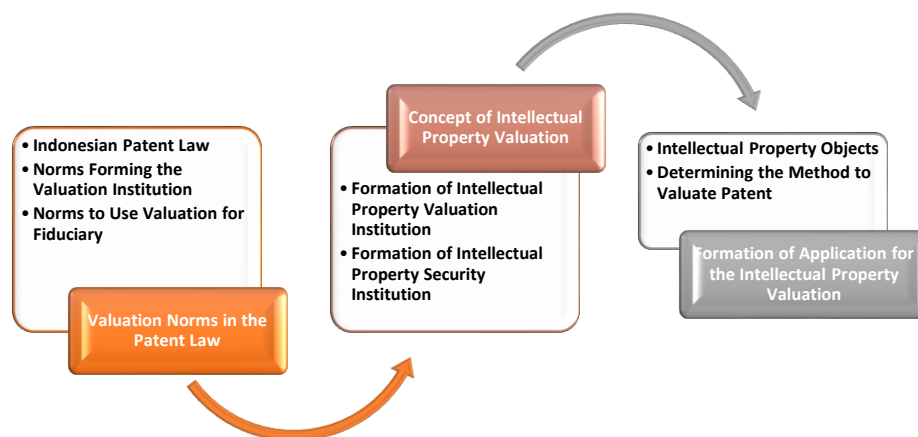 • Indonesian Patent Law
• Norms Forming the
Valuation Institution
• Norms to Use Valuation for
Fiduciary
Valuation Norms in the
Patent Law
Concept of Intellectual
Property Valuation
• Formation of Intellectual
Property Valuation
Institution
• Formation of Intellectual
Property Security
Institution
• Intellectual Property Objects
• Determining the Method to
Valuate Patent
Formation of Application for
the Intellectual Property
Valuation